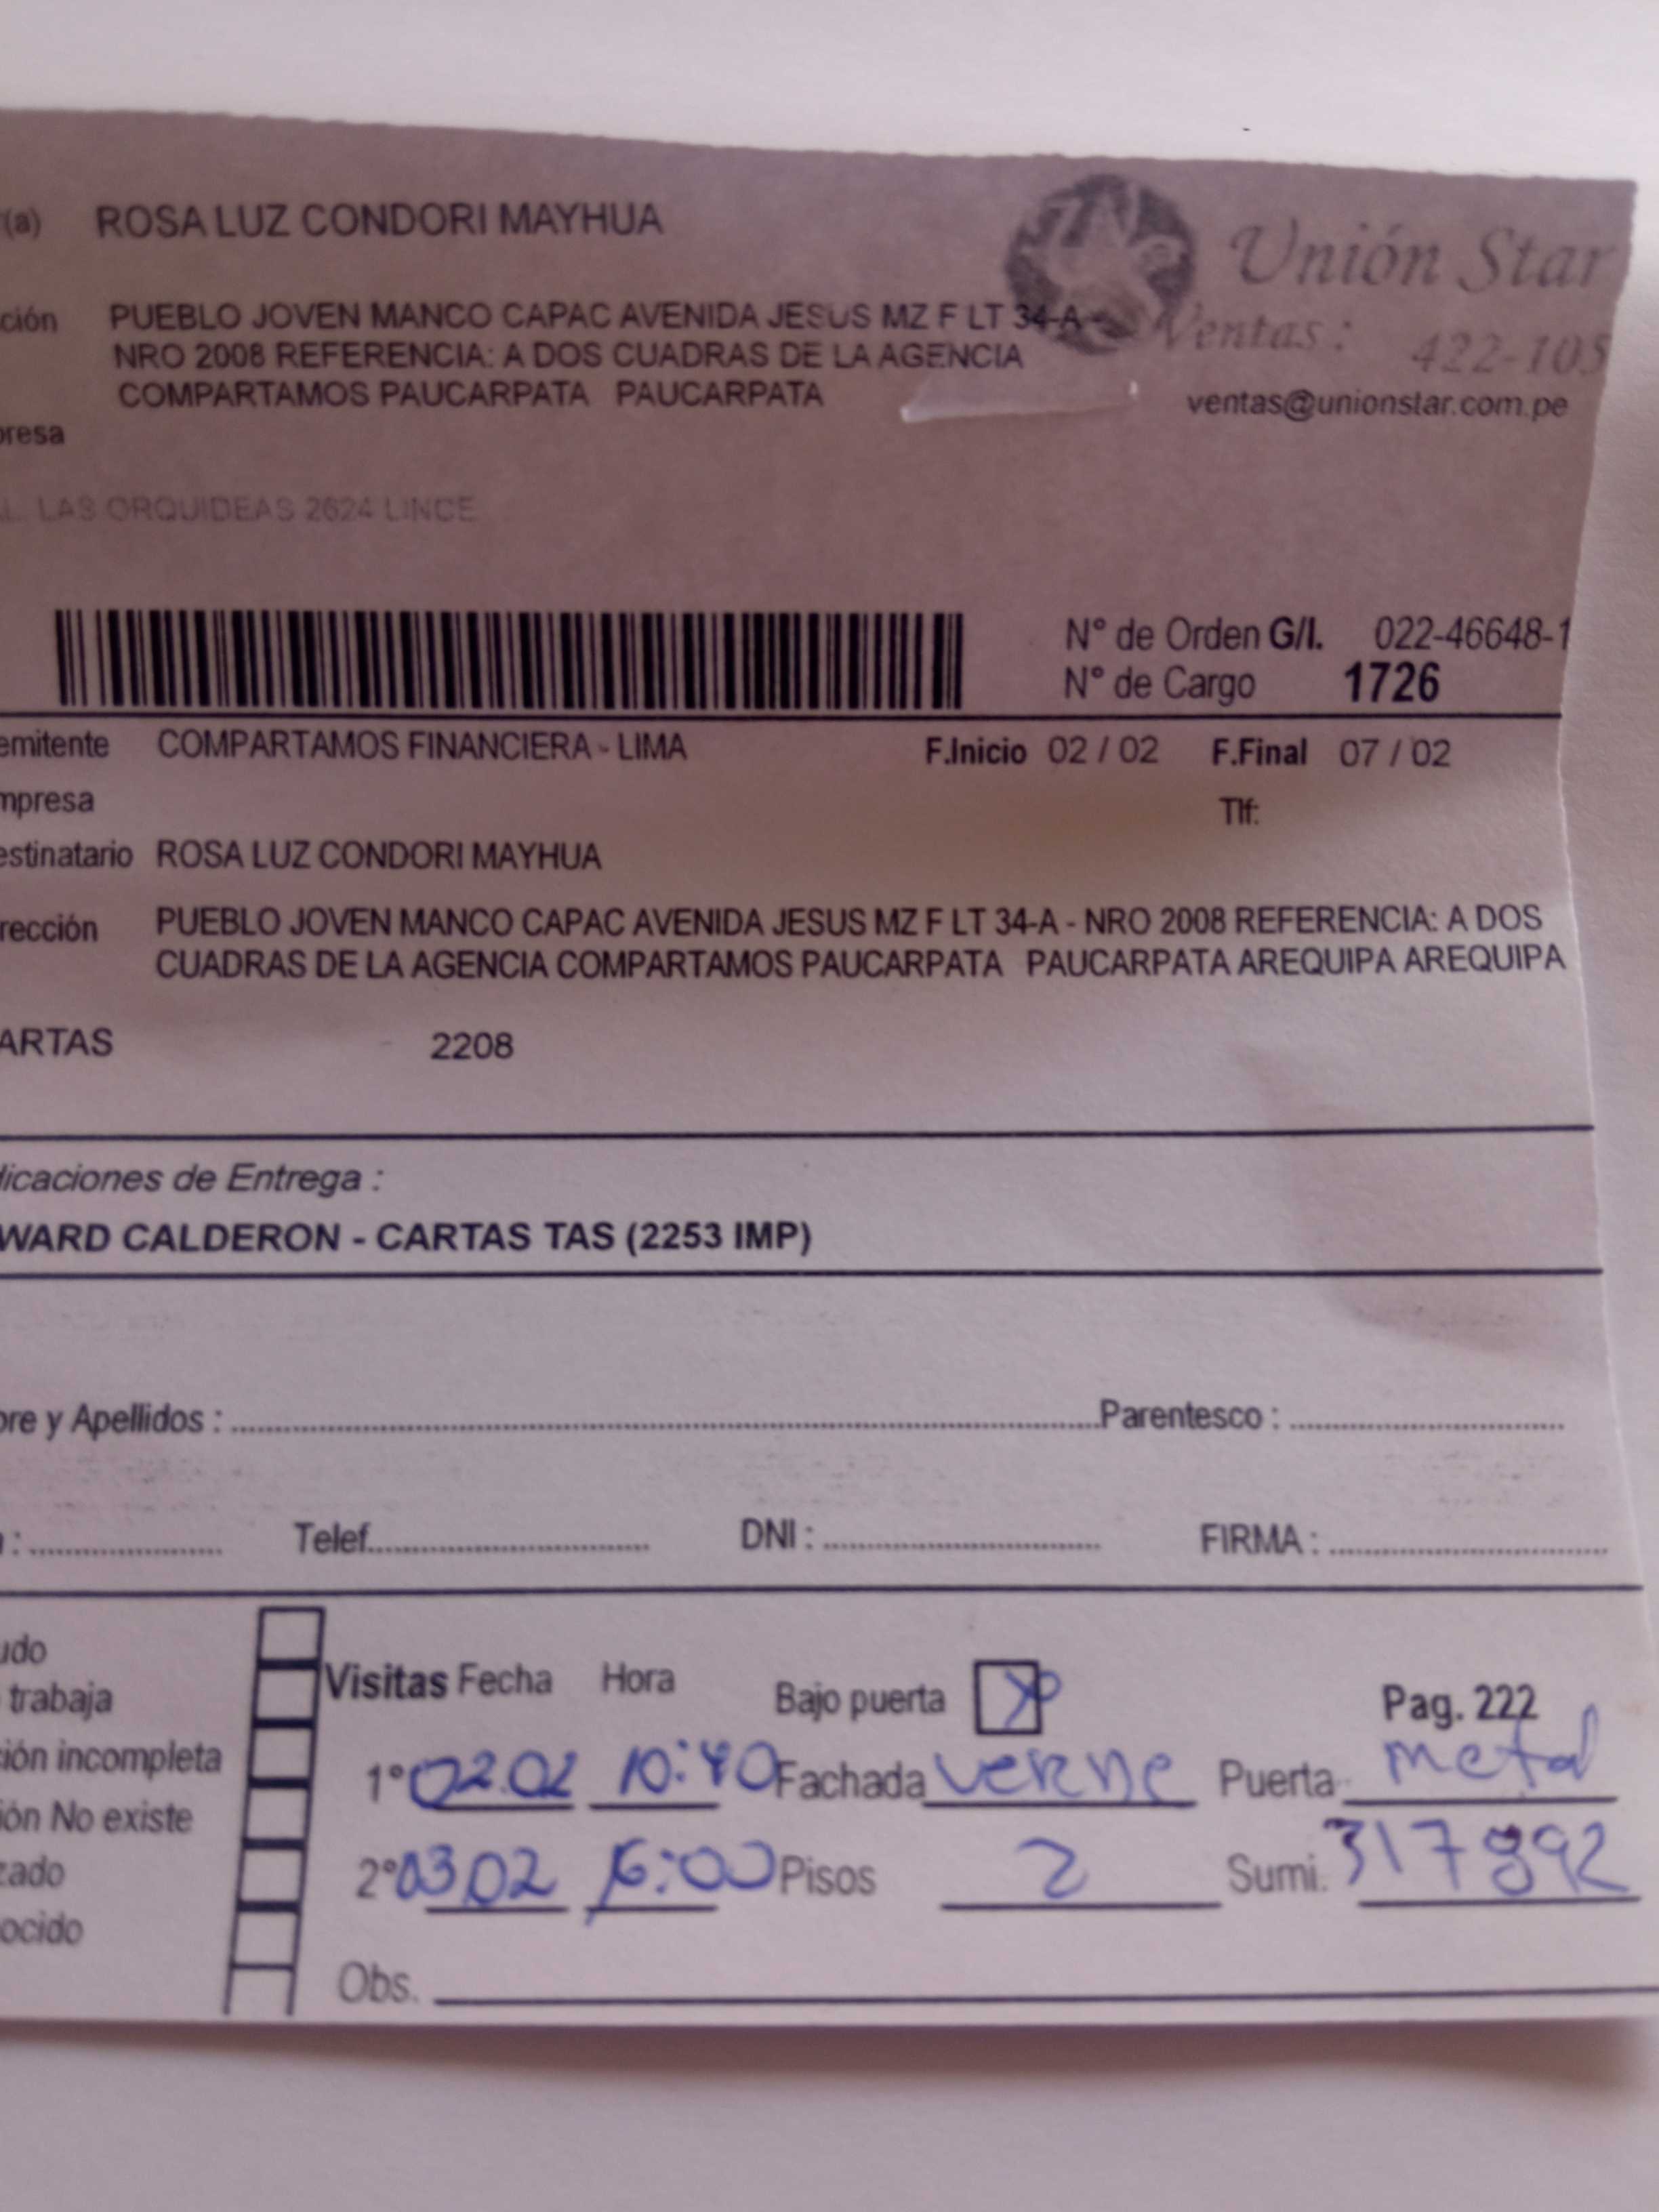 (a) ROSA LUZ CONDORI MAYHUA
Unión Star
ción PUEBLO JOVEN MANCO CAPAC AVENIDA JESUS MZ F LT 34-A -
NRO 2008 REFERENCIA: A DOS CUADRAS DE LA AGENCIA
COMPARTAMOS PAUCARPATA PAUCARPATA
Ventas : 422-105
ventas@unionstar.com.pe
presa
AL. LAS ORQUIDEAS 2624 LINCE
N° de Orden G/I. 022-46648-1
N° de Cargo 1726
emitente COMPARTAMOS FINANCIERA - LIMA F.Inicio 02 / 02 F.Final 07 / 02
mpresa Tlf:
estinatario ROSA LUZ CONDORI MAYHUA
rección PUEBLO JOVEN MANCO CAPAC AVENIDA JESUS MZ F LT 34-A - NRO 2008 REFERENCIA: A DOS
CUADRAS DE LA AGENCIA COMPARTAMOS PAUCARPATA PAUCARPATA AREQUIPA AREQUIPA
ARTAS 2208
dicaciones de Entrega :
WARD CALDERON - CARTAS TAS (2253 IMP)
bre y Apellidos : Parentesco :
: Telef. DNI : FIRMA :
udo
trabaja
ción incompleta
ión No existe
zado
ocido
Visitas Fecha Hora Bajo puerta X Pag. 222
1° 02.02 10:40 Fachada verde Puerta metal
2° 03.02 Pisos 2 Sumi. 317892
Obs.